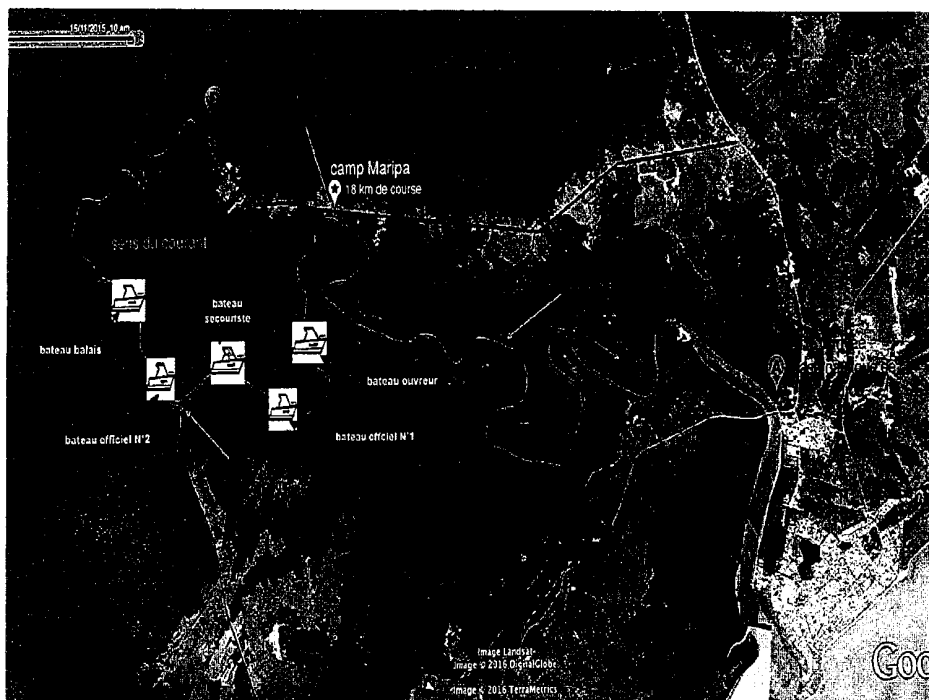 15/11/2015 10 am
camp Maripa
18 km de course
sens du courant
bateau
secouriste
bateau balais
bateau ouvreur
bateau officiel N°2
bateau offciel N°1
Image Landsat
Image © 2016 DigitalGlobe
Image © 2016 TerraMetrics
Goo